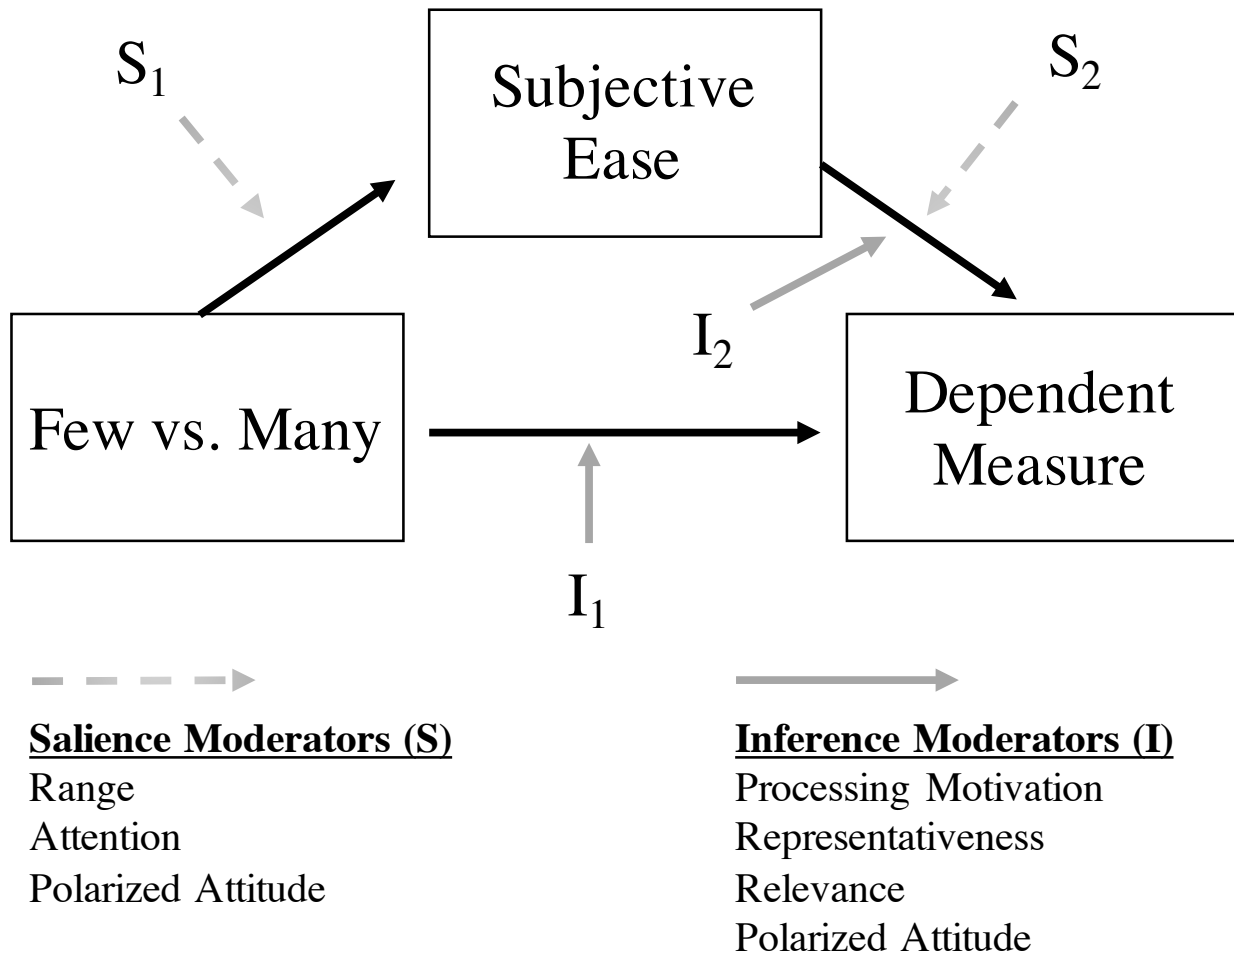 S₁
Subjective
Ease
S₂
I₂
Few vs. Many
Dependent
Measure
I₁
Salience Moderators (S)
Range
Attention
Polarized Attitude
Inference Moderators (I)
Processing Motivation
Representativeness
Relevance
Polarized Attitude